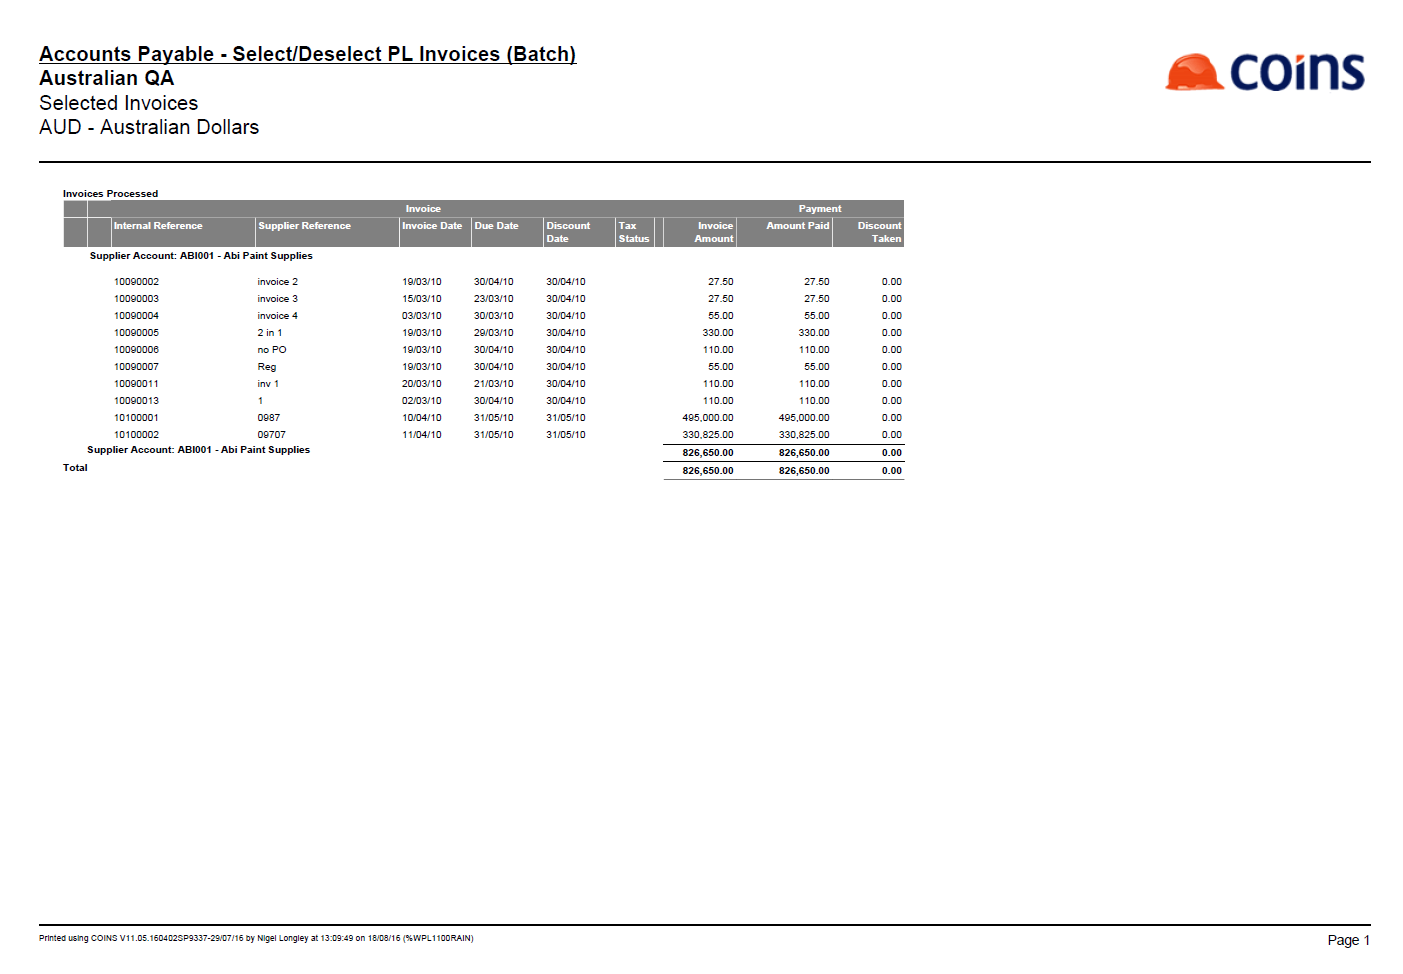 Accounts Payable - Select/Deselect PL Invoices (Batch)
Australian QA
Selected Invoices
AUD - Australian Dollars
coins
Invoices Processed
Invoice Payment
Internal Reference Supplier Reference Invoice Date Due Date Discount Date Tax Status Invoice Amount Amount Paid Discount Taken
Supplier Account: ABI001 - Abi Paint Supplies
10090002 invoice 2 19/03/10 30/04/10 30/04/10 27.50 27.50 0.00
10090003 invoice 3 15/03/10 23/03/10 30/04/10 27.50 27.50 0.00
10090004 invoice 4 03/03/10 30/03/10 30/04/10 55.00 55.00 0.00
10090005 2 in 1 19/03/10 29/03/10 30/04/10 330.00 330.00 0.00
10090006 no PO 19/03/10 30/04/10 30/04/10 110.00 110.00 0.00
10090007 Reg 19/03/10 30/04/10 30/04/10 55.00 55.00 0.00
10090011 inv 1 20/03/10 21/03/10 30/04/10 110.00 110.00 0.00
10090013 1 02/03/10 30/04/10 30/04/10 110.00 110.00 0.00
10100001 0987 10/04/10 31/05/10 31/05/10 495,000.00 495,000.00 0.00
10100002 09707 11/04/10 31/05/10 31/05/10 330,825.00 330,825.00 0.00
Supplier Account: ABI001 - Abi Paint Supplies 826,650.00 826,650.00 0.00
Total 826,650.00 826,650.00 0.00
Printed using COINS V11.05.160402SP9337-29/07/16 by Nigel Longley at 13:09:49 on 18/08/16 (%WPL1100RAIN)
Page 1